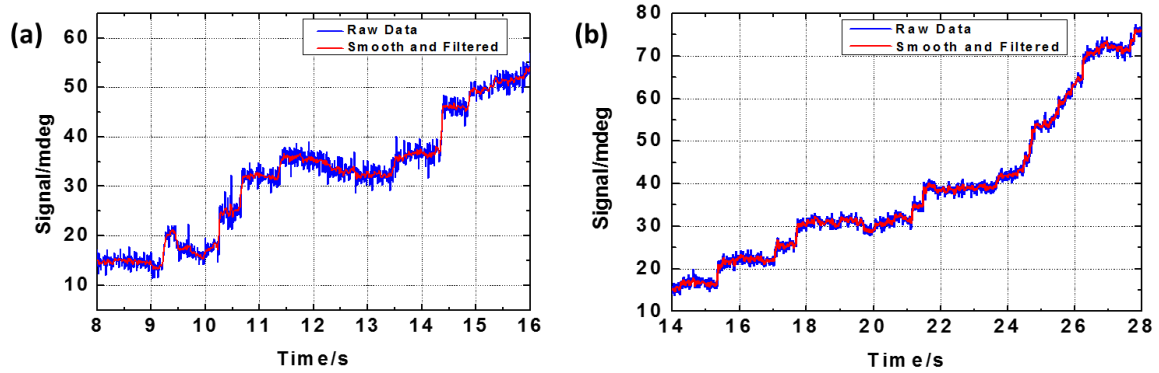 (a)
Raw Data
Smooth and Filtered
60
50
40
30
20
10
Signal/mdeg
8 9 10 11 12 13 14 15 16
Time/s
(b)
Raw Data
Smooth and Filtered
80
70
60
50
40
30
20
10
Signal/mdeg
14 16 18 20 22 24 26 28
Time/s